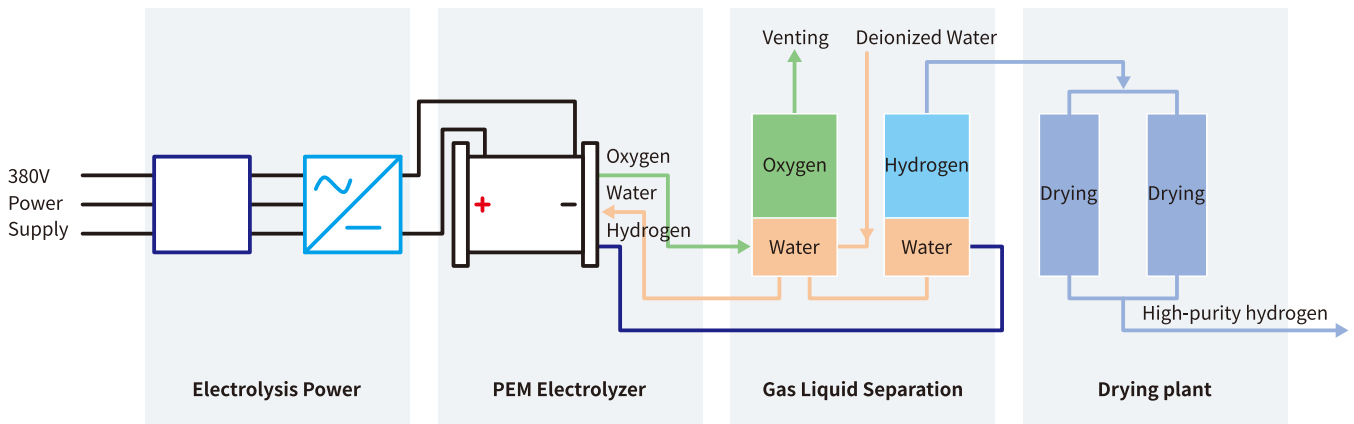 380V
Power
Supply
Electrolysis Power
+
−
Oxygen
Water
Hydrogen
PEM Electrolyzer
Venting
Deionized Water
Oxygen
Hydrogen
Water
Water
Gas Liquid Separation
Drying
Drying
High-purity hydrogen
Drying plant